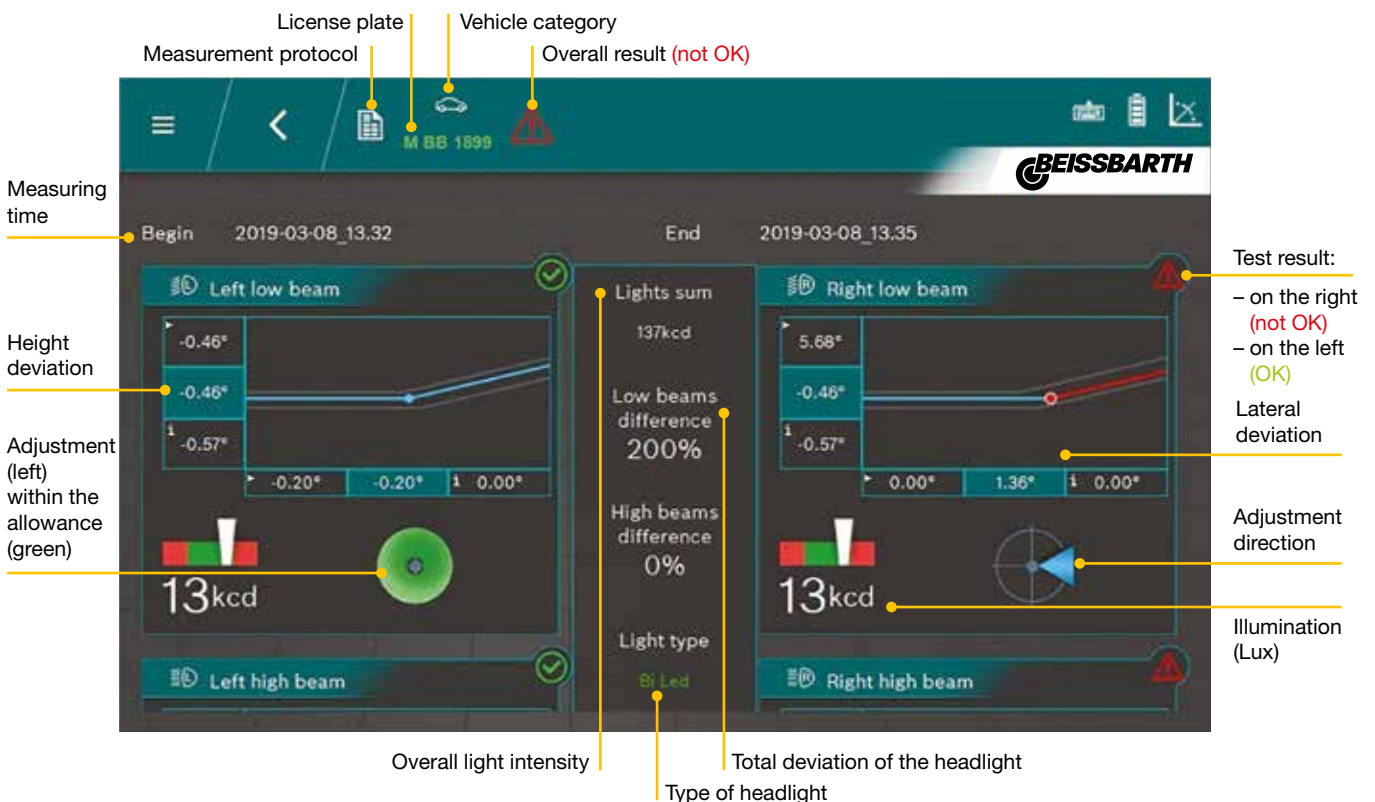 License plate
Vehicle category
Measurement protocol
Overall result (not OK)
M BB 1899
BEISSBARTH
Measuring
time
Begin 2019-03-08_13.32 End 2019-03-08_13.35
Left low beam
-0.46°
-0.46°
i -0.57°
-0.20° -0.20° i 0.00°
13kcd
Left high beam
Lights sum
137kcd
Low beams
difference
200%
High beams
difference
0%
Light type
Bi Led
Right low beam
5.68°
-0.46°
i -0.57°
0.00° 1.36° i 0.00°
13kcd
Right high beam
Height
deviation
Adjustment
(left)
within the
allowance
(green)
Test result:
– on the right
(not OK)
– on the left
(OK)
Lateral
deviation
Adjustment
direction
Illumination
(Lux)
Overall light intensity
Total deviation of the headlight
Type of headlight